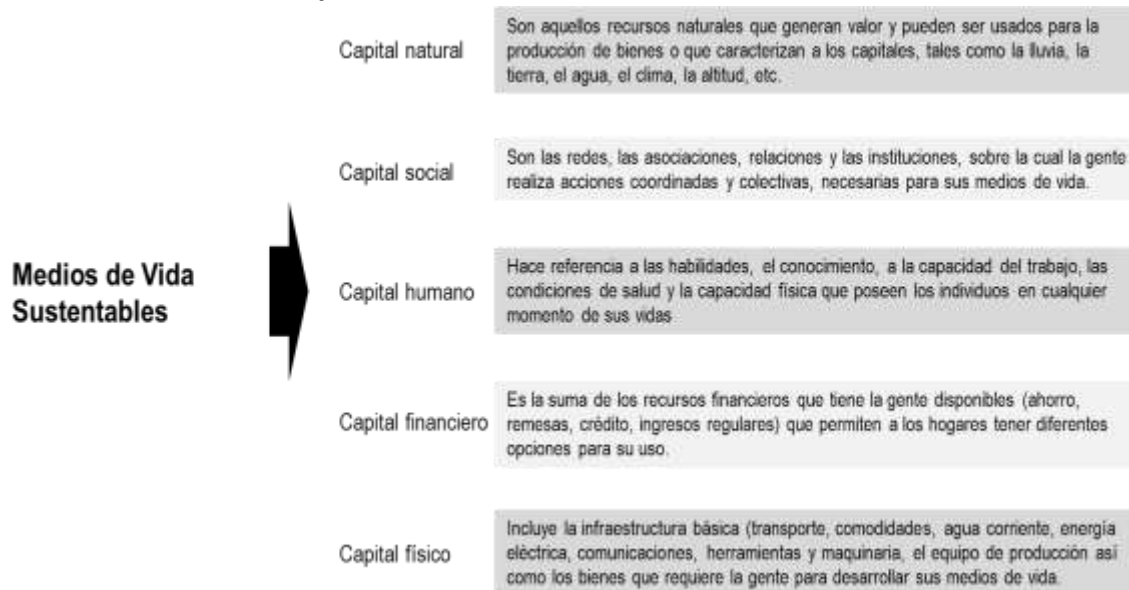 Medios de Vida
Sustentables
Capital natural
Son aquellos recursos naturales que generan valor y pueden ser usados para la
producción de bienes o que caracterizan a los capitales, tales como la lluvia, la
tierra, el agua, el clima, la altitud, etc.
Capital social
Son las redes, las asociaciones, relaciones y las instituciones, sobre la cual la gente
realiza acciones coordinadas y colectivas, necesarias para sus medios de vida.
Capital humano
Hace referencia a las habilidades, el conocimiento, a la capacidad del trabajo, las
condiciones de salud y la capacidad física que poseen los individuos en cualquier
momento de sus vidas
Capital financiero
Es la suma de los recursos financieros que tiene la gente disponibles (ahorro,
remesas, crédito, ingresos regulares) que permiten a los hogares tener diferentes
opciones para su uso.
Capital físico
Incluye la infraestructura básica (transporte, comodidades, agua corriente, energía
eléctrica, comunicaciones, herramientas y maquinaria, el equipo de producción así
como los bienes que requiere la gente para desarrollar sus medios de vida.